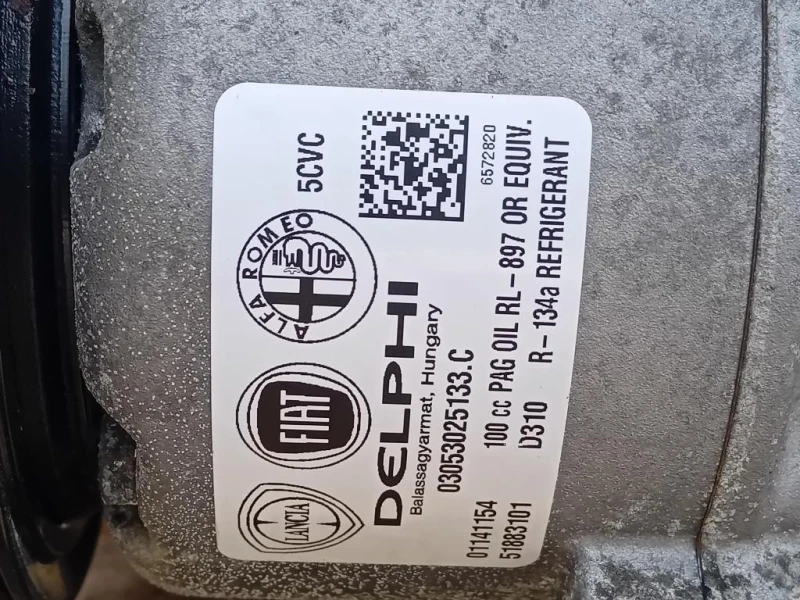 LANCIA
FIAT
ALFA ROMEO
5CVC
DELPHI
Balassagyarmat, Hungary
03053025133.C
6572820
01141154 100 cc PAG OIL RL-897 OR EQUIV.
51883101 D310 R-134a REFRIGERANT